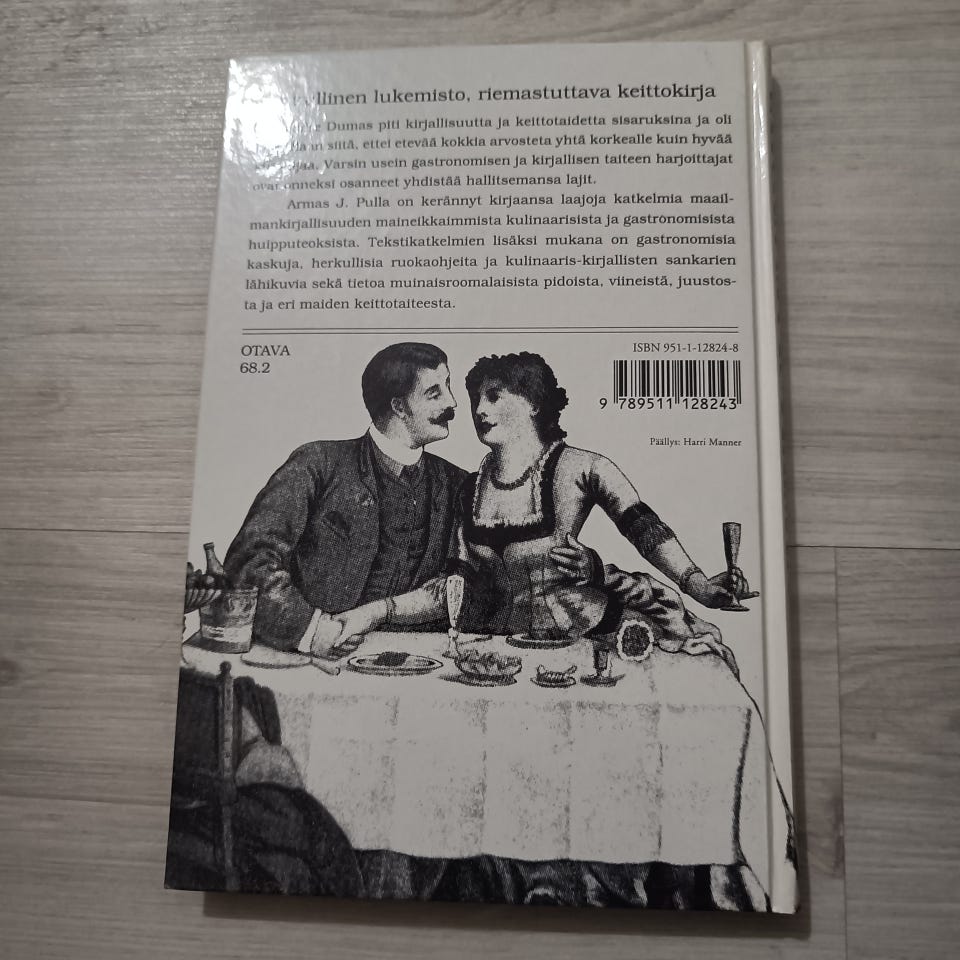 lukemisto, riemastuttava keittokirja
Dumas piti kirjallisuutta ja keittotaidetta sisaruksina ja oli
siitä, ettei etevää kokkia arvosteta yhtä korkealle kuin hyvää
Varsin usein gastronomisen ja kirjallisen taiteen harjoittajat
onneksi osanneet yhdistää hallitsemansa lajit.
Armas J. Pulla on kerännyt kirjaansa laajoja katkelmia maail-
mankirjallisuuden maineikkaimmista kulinaarisista ja gastronomisista
huipputeoksista. Tekstikatkelmien lisäksi mukana on gastronomisia
kaskuja, herkullisia ruokaohjeita ja kulinaaris-kirjallisten sankarien
lähikuvia sekä tietoa muinaisroomalaisista pidoista, viineistä, juustos-
ta ja eri maiden keittotaiteesta.
OTAVA
68.2
ISBN 951-1-12824-8
9 789511 128243
Päällys: Harri Manner